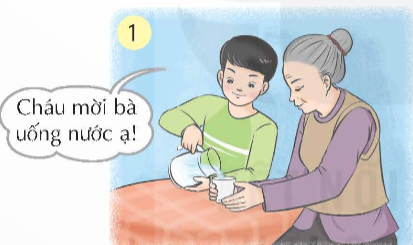 1
Cháu mời bà
uống nước ạ!